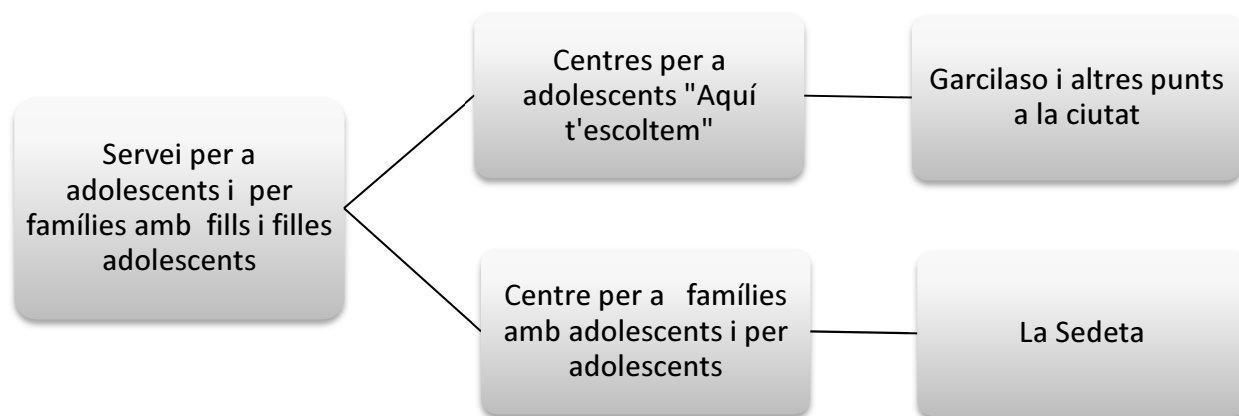 Servei per a
adolescents i per
famílies amb fills i filles
adolescents
Centres per a
adolescents "Aquí
t'escoltem"
Garcilaso i altres punts
a la ciutat
Centre per a famílies
amb adolescents i per
adolescents
La Sedeta